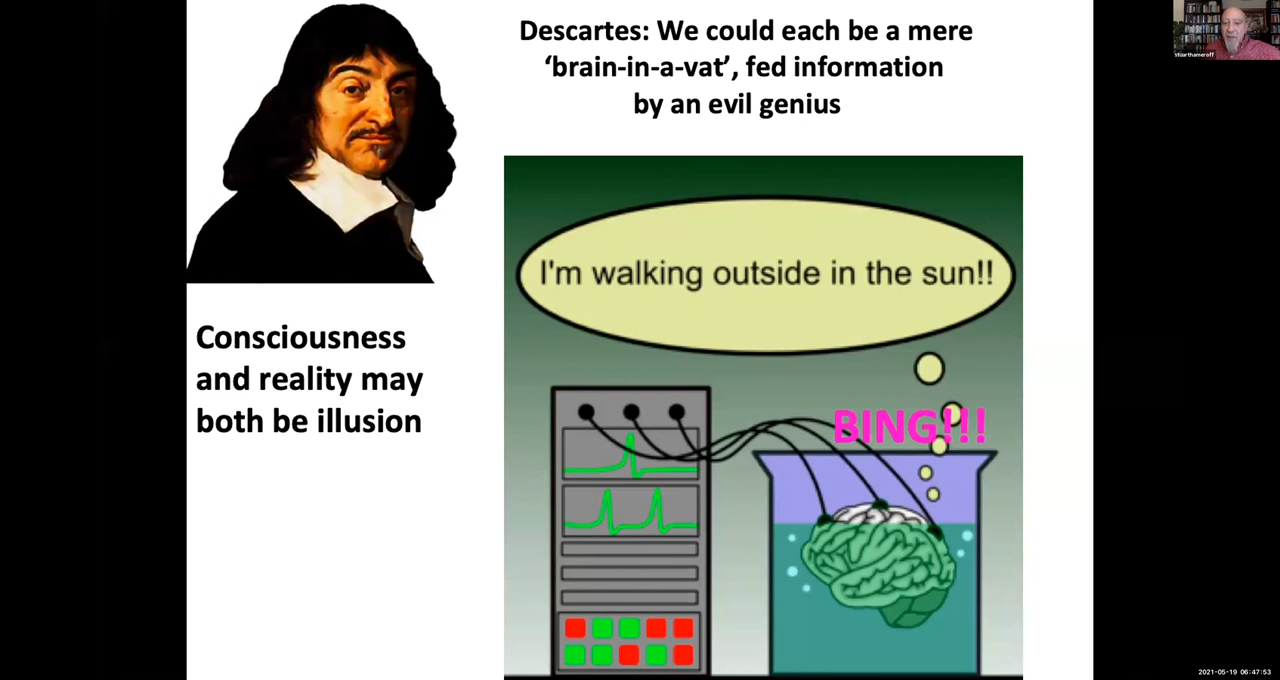 Descartes: We could each be a mere
‘brain-in-a-vat’, fed information
by an evil genius
stuarthameroff
I'm walking outside in the sun!!
Consciousness
and reality may
both be illusion
BING!!!
2021-05-19 06:47:53